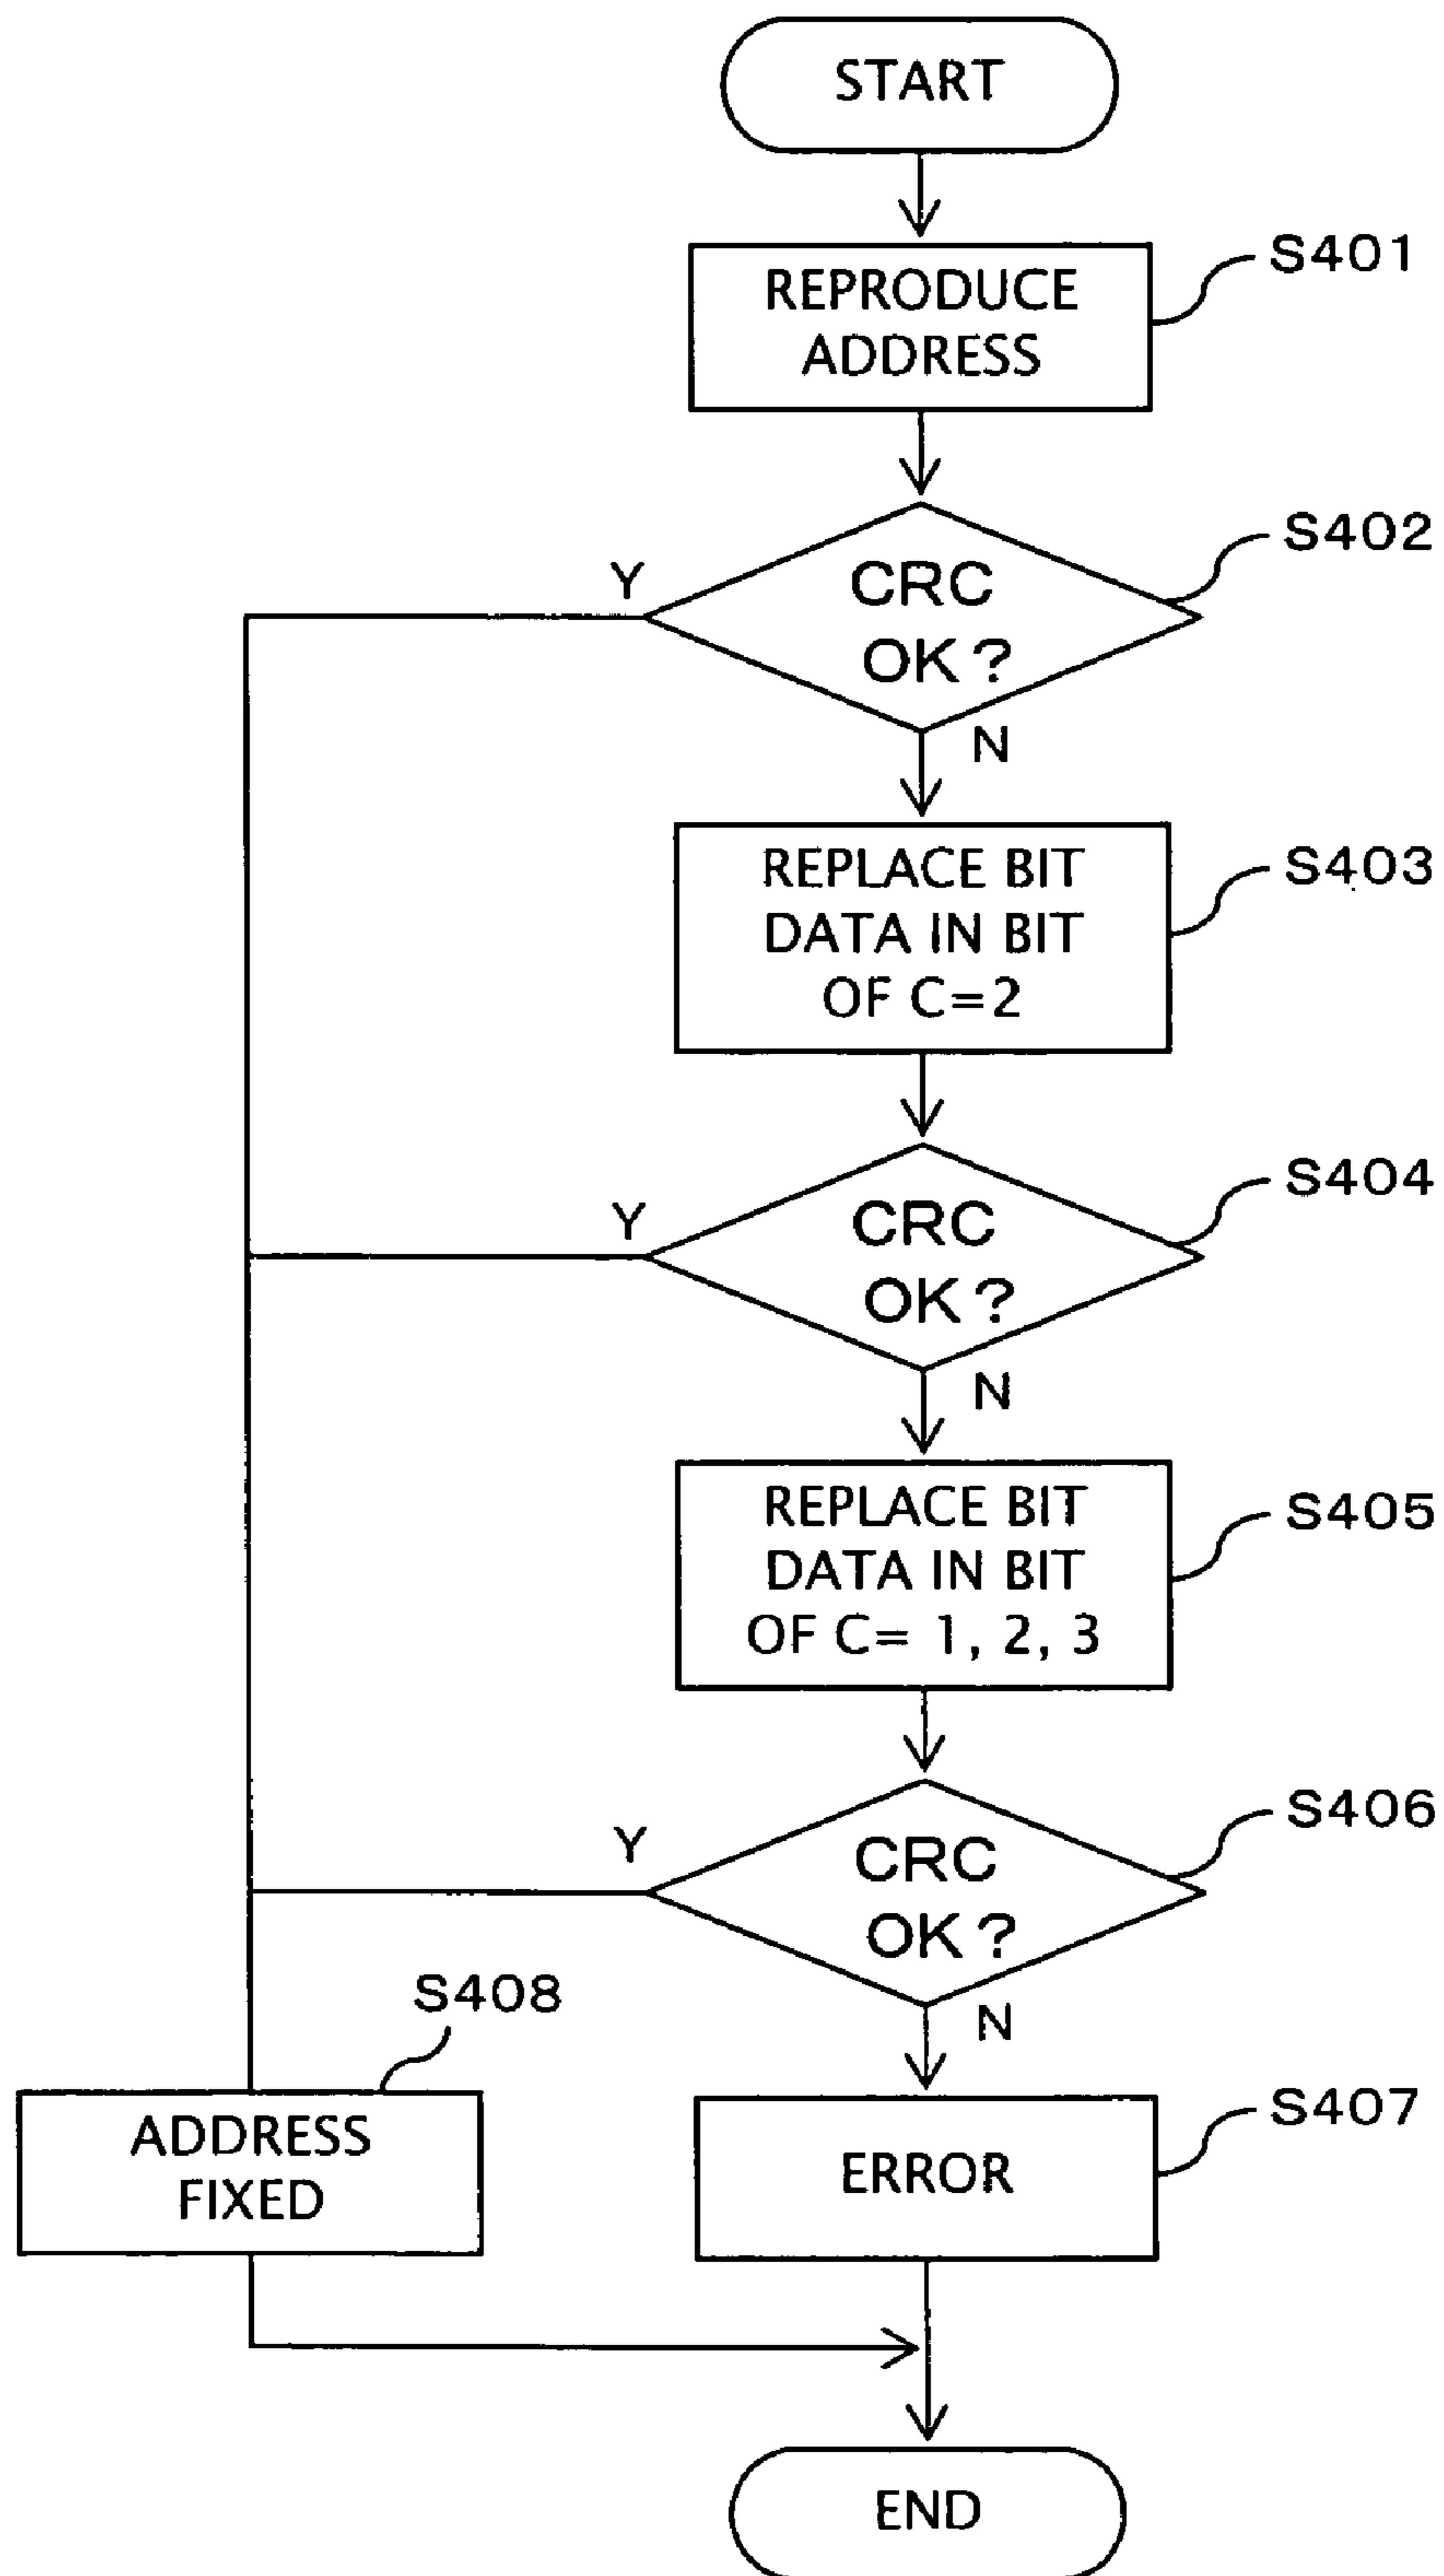 START
REPRODUCE
ADDRESS
S401
CRC
OK ?
S402
Y
N
REPLACE BIT
DATA IN BIT
OF C=2
S403
CRC
OK ?
S404
Y
N
REPLACE BIT
DATA IN BIT
OF C= 1, 2, 3
S405
CRC
OK ?
S406
Y
N
S408
ADDRESS
FIXED
ERROR
S407
END